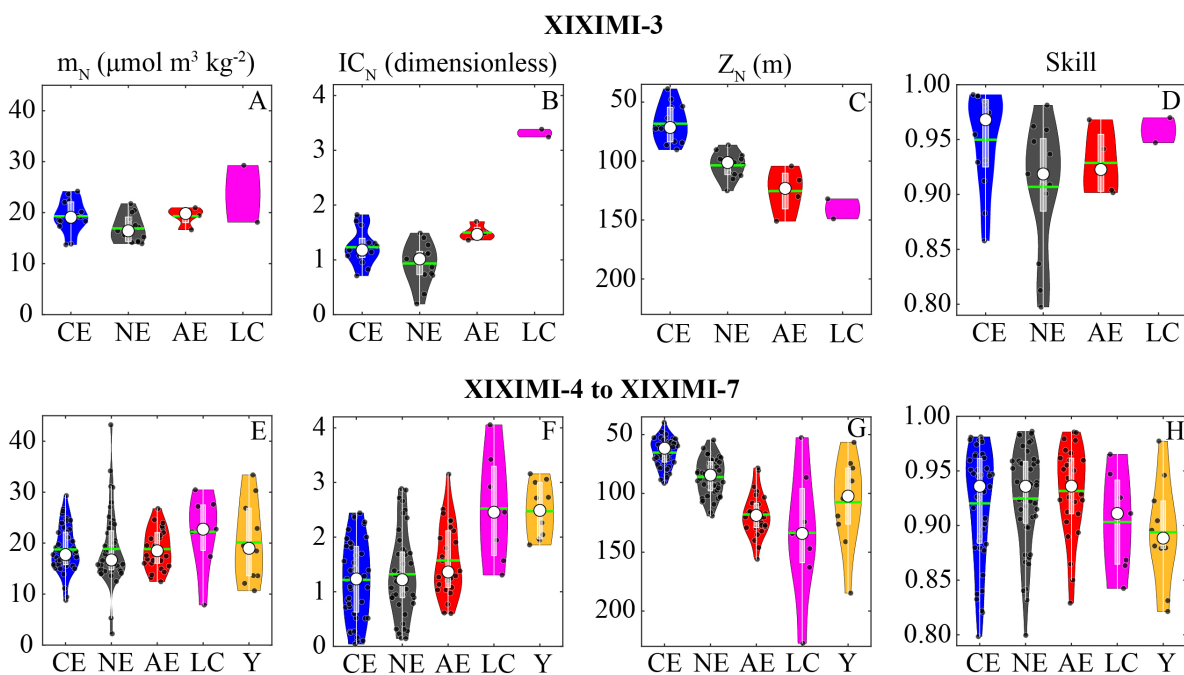 XIXIMI-3
m_N (μmol m³ kg⁻²) IC_N (dimensionless) Z_N (m) Skill
A B C D
40 4 50 1.00
30 3 100 0.95
20 2 150 0.90
10 1 200 0.85
0 0 0.80
CE NE AE LC CE NE AE LC CE NE AE LC CE NE AE LC
XIXIMI-4 to XIXIMI-7
E F G H
40 4 50 1.00
30 3 100 0.95
20 2 150 0.90
10 1 200 0.85
0 0 0.80
CE NE AE LC Y CE NE AE LC Y CE NE AE LC Y CE NE AE LC Y